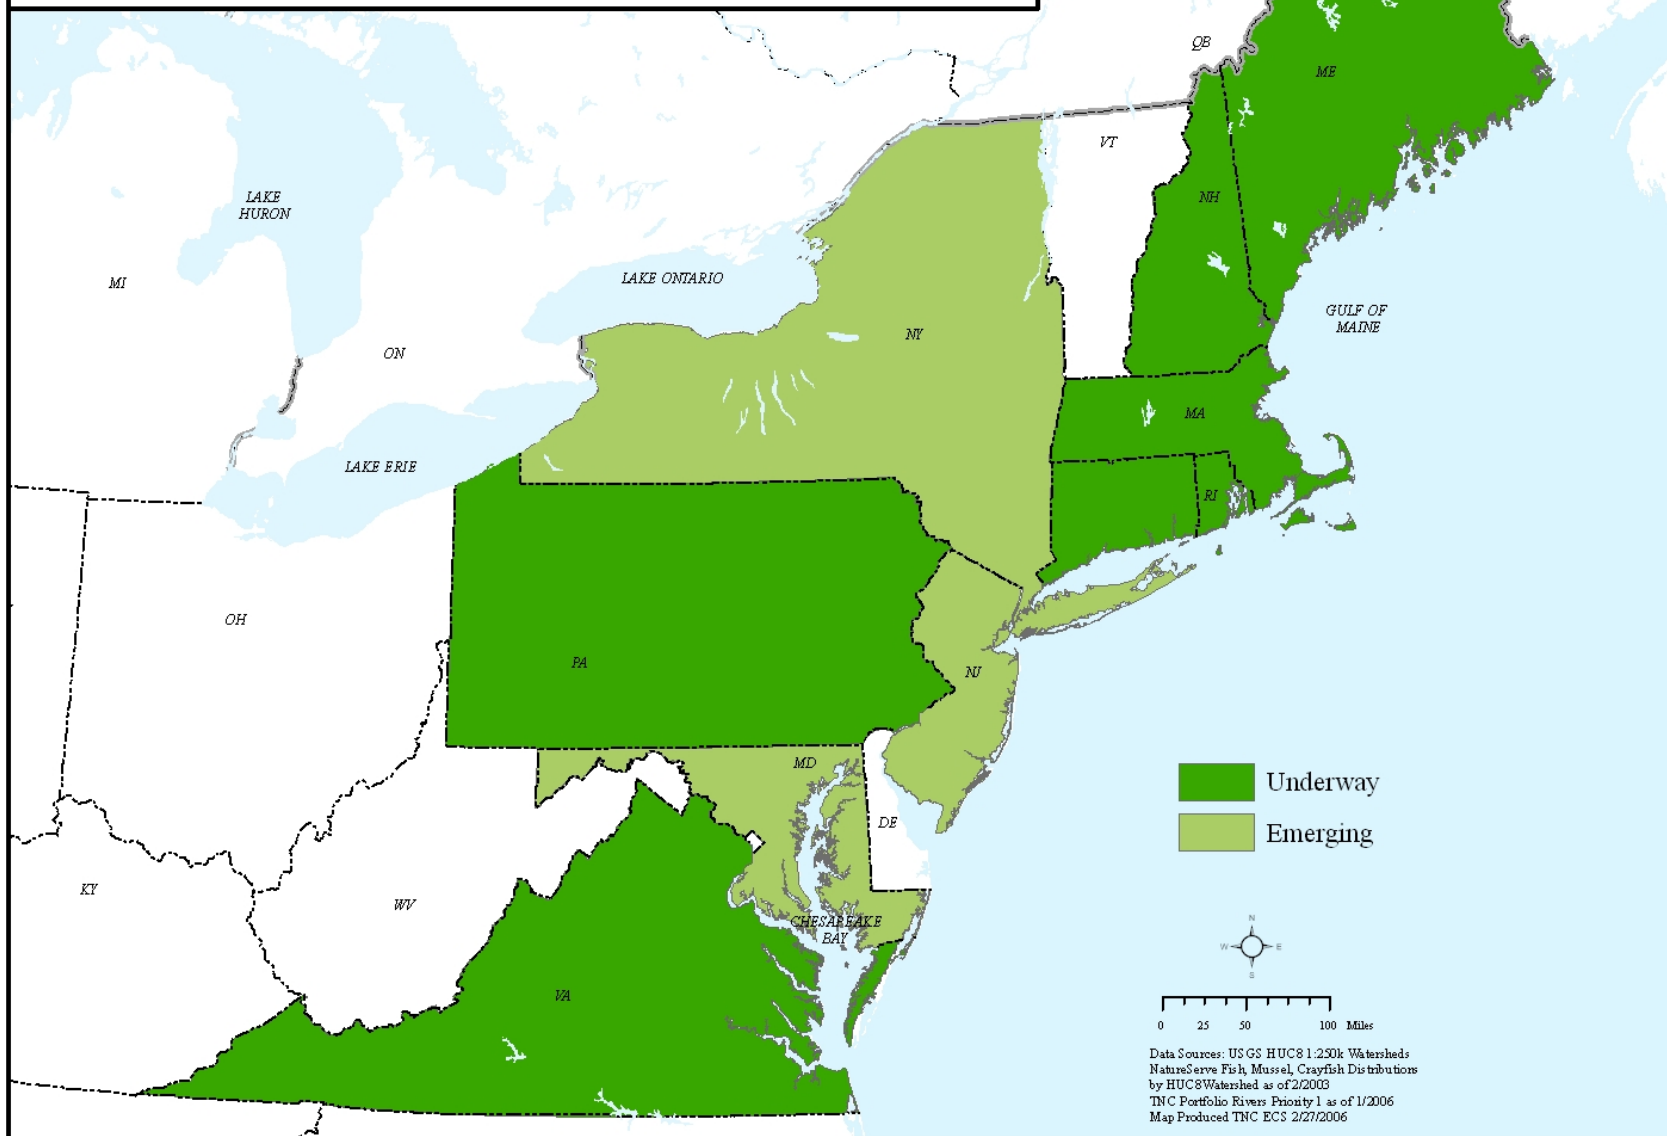 QB
ME
VT
LAKE
HURON
NH
MI
LAKE ONTARIO
GULF OF
MAINE
NY
ON
MA
LAKE ERIE
RI
OH
PA
NJ
MD
Underway
DE
Emerging
KY
WV
CHESAPEAKE
BAY
N
W E
S
VA
0 25 50 100 Miles
Data Sources: USGS HUC8 1:250k Watersheds
NatureServe Fish, Mussel, Crayfish Distributions
by HUC8Watershed as of 2/2003
TNC Portfolio Rivers Priority 1 as of 1/2006
Map Produced TNC ECS 2/27/2006